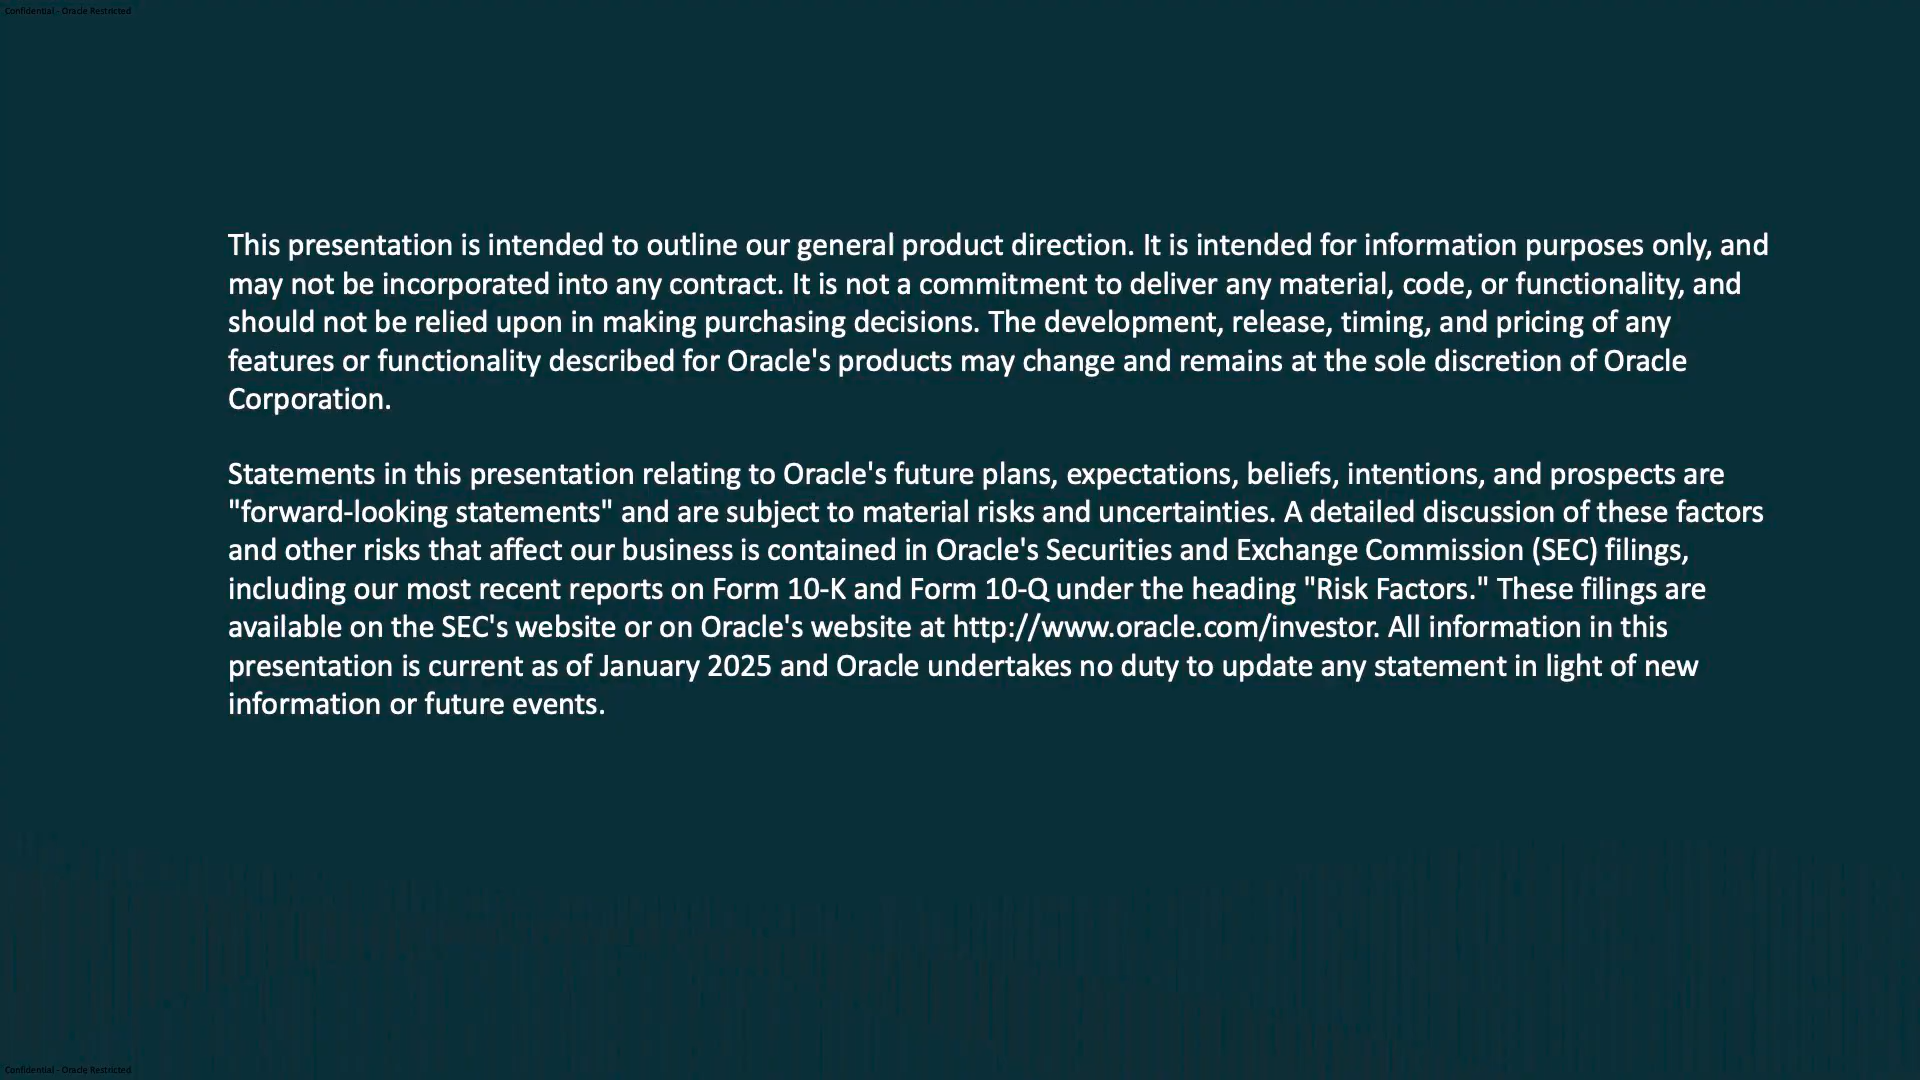 Confidential - Oracle Restricted
This presentation is intended to outline our general product direction. It is intended for information purposes only, and
may not be incorporated into any contract. It is not a commitment to deliver any material, code, or functionality, and
should not be relied upon in making purchasing decisions. The development, release, timing, and pricing of any
features or functionality described for Oracle's products may change and remains at the sole discretion of Oracle
Corporation.
Statements in this presentation relating to Oracle's future plans, expectations, beliefs, intentions, and prospects are
"forward-looking statements" and are subject to material risks and uncertainties. A detailed discussion of these factors
and other risks that affect our business is contained in Oracle's Securities and Exchange Commission (SEC) filings,
including our most recent reports on Form 10-K and Form 10-Q under the heading "Risk Factors." These filings are
available on the SEC's website or on Oracle's website at http://www.oracle.com/investor. All information in this
presentation is current as of January 2025 and Oracle undertakes no duty to update any statement in light of new
information or future events.
Confidential - Oracle Restricted